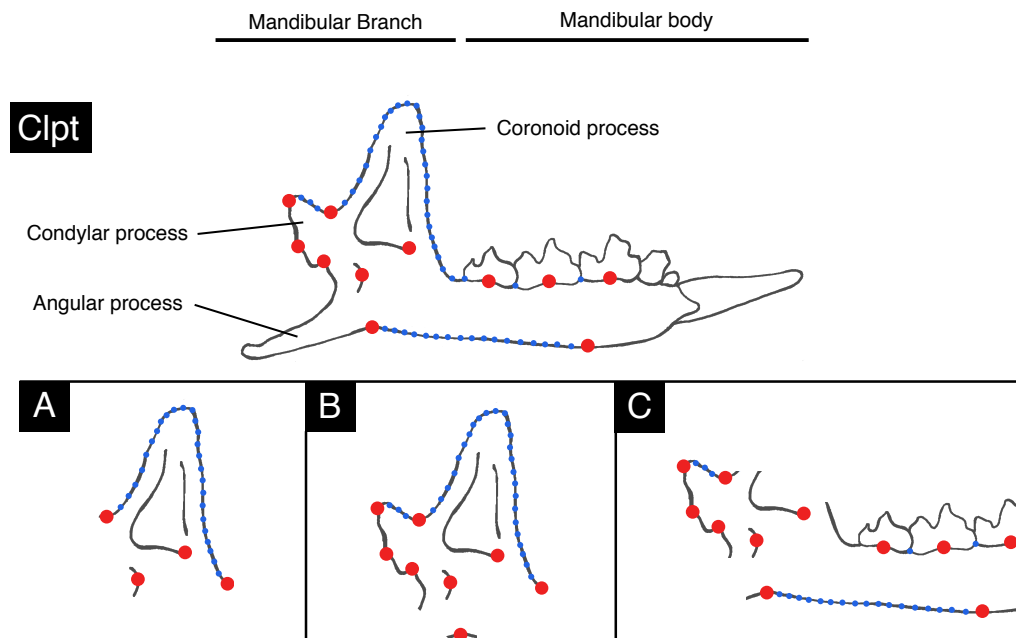 Mandibular Branch
Mandibular body
Clpt
Coronoid process
Condylar process
Angular process
A
B
C